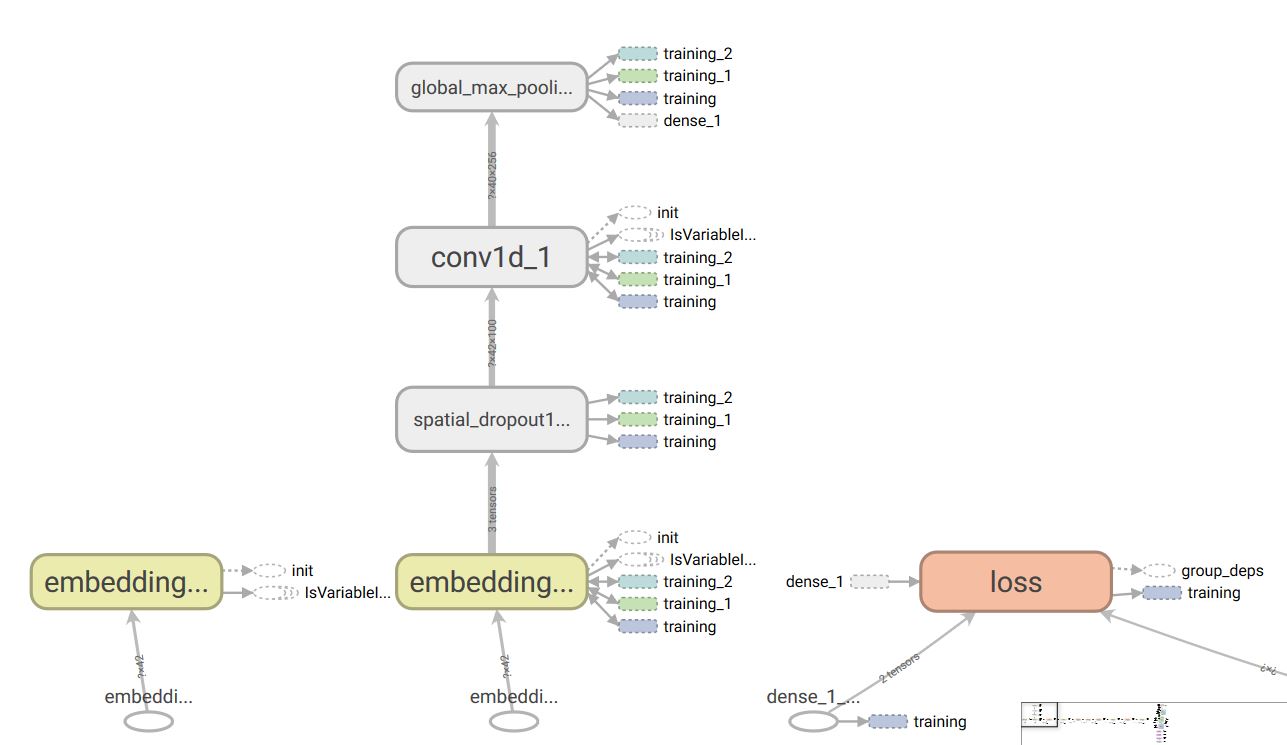 global_max_pooli...
training_2
training_1
training
dense_1
?×40×256
conv1d_1
init
IsVariableI...
training_2
training_1
training
?×42×100
spatial_dropout1...
training_2
training_1
training
3 tensors
embedding...
init
IsVariableI...
?×42
embeddi...
embedding...
init
IsVariableI...
training_2
training_1
training
?×42
embeddi...
dense_1
loss
group_deps
training
2 tensors
?×?
dense_1_...
training